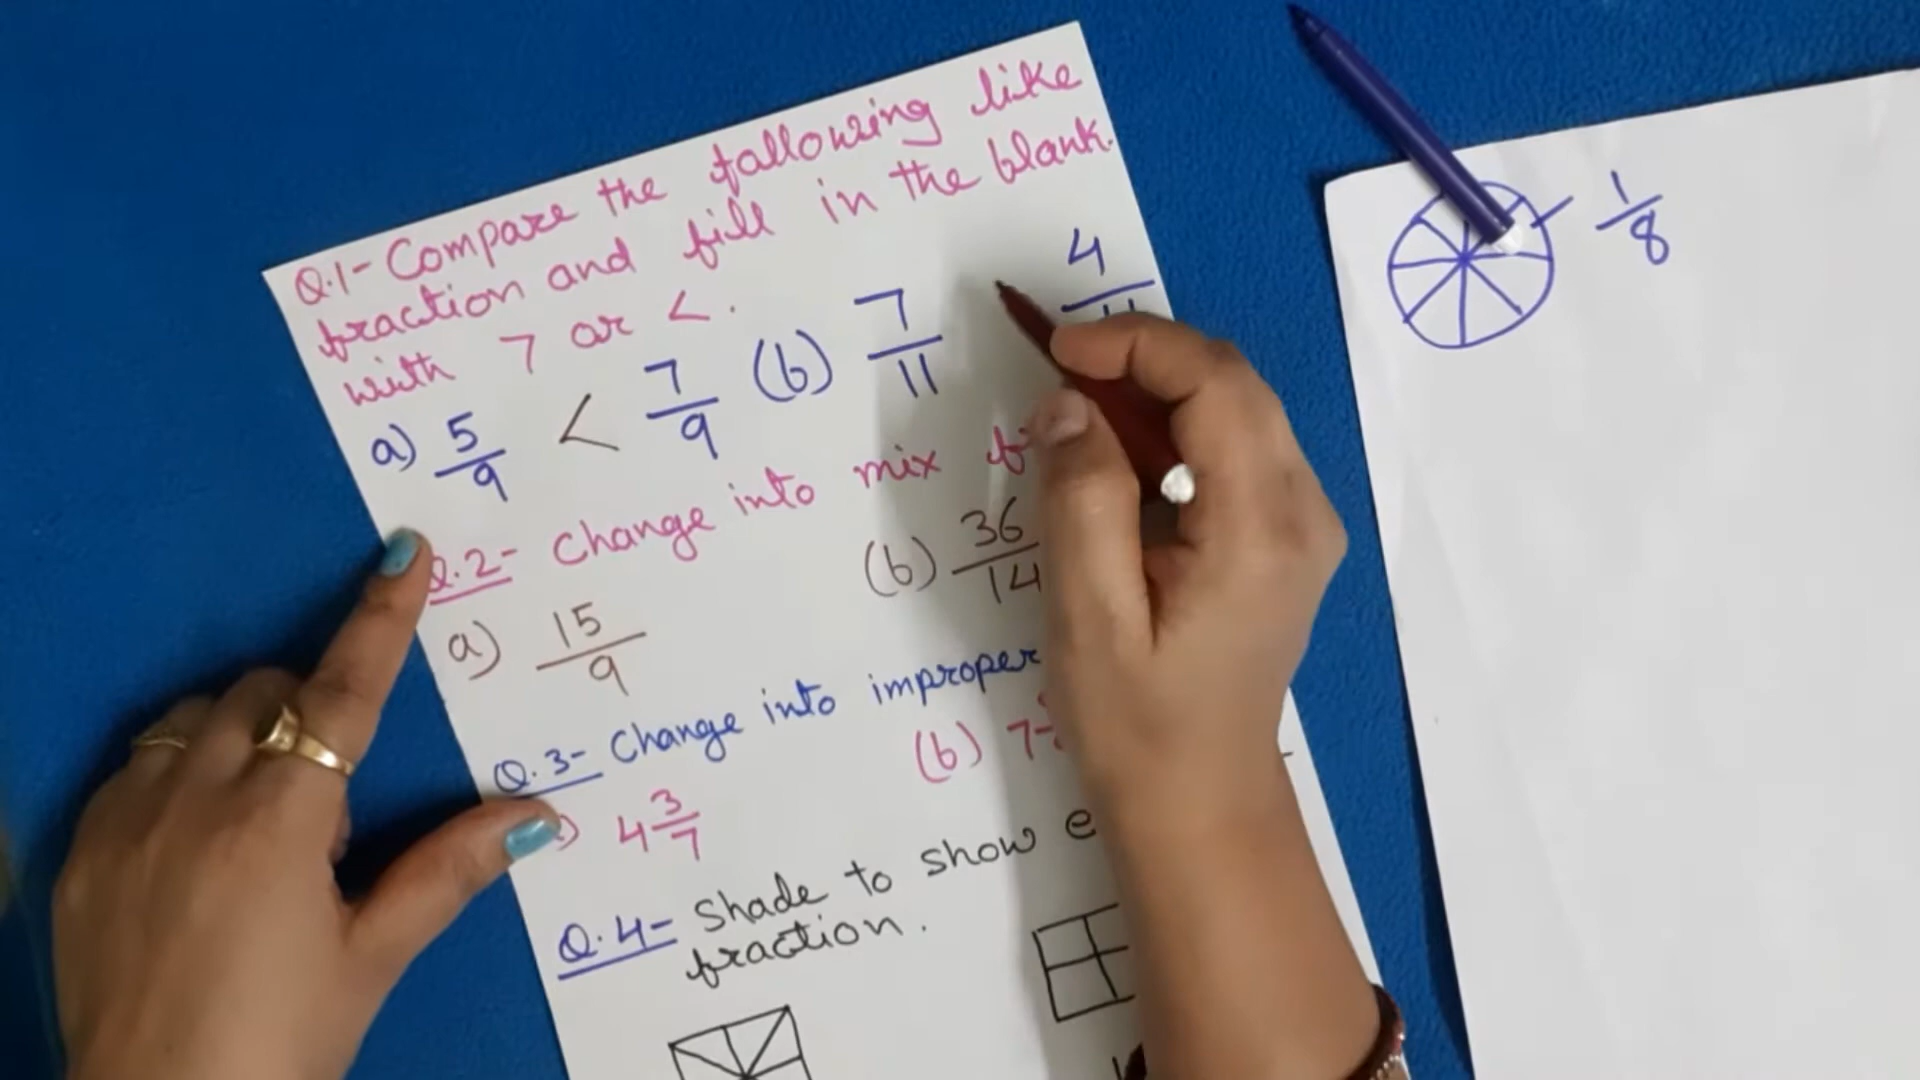 Q.1- Compare the fallowing like
fraction and fill in the blank.
with > or <.
a) 5/9 < 7/9 (b) 7/11 4/11
Q.2- Change into mix
a) 15/9 (b) 36/14
Q.3- Change into improper
4 3/7 (b) 7
Q.4- Shade to show
fraction.
1/8